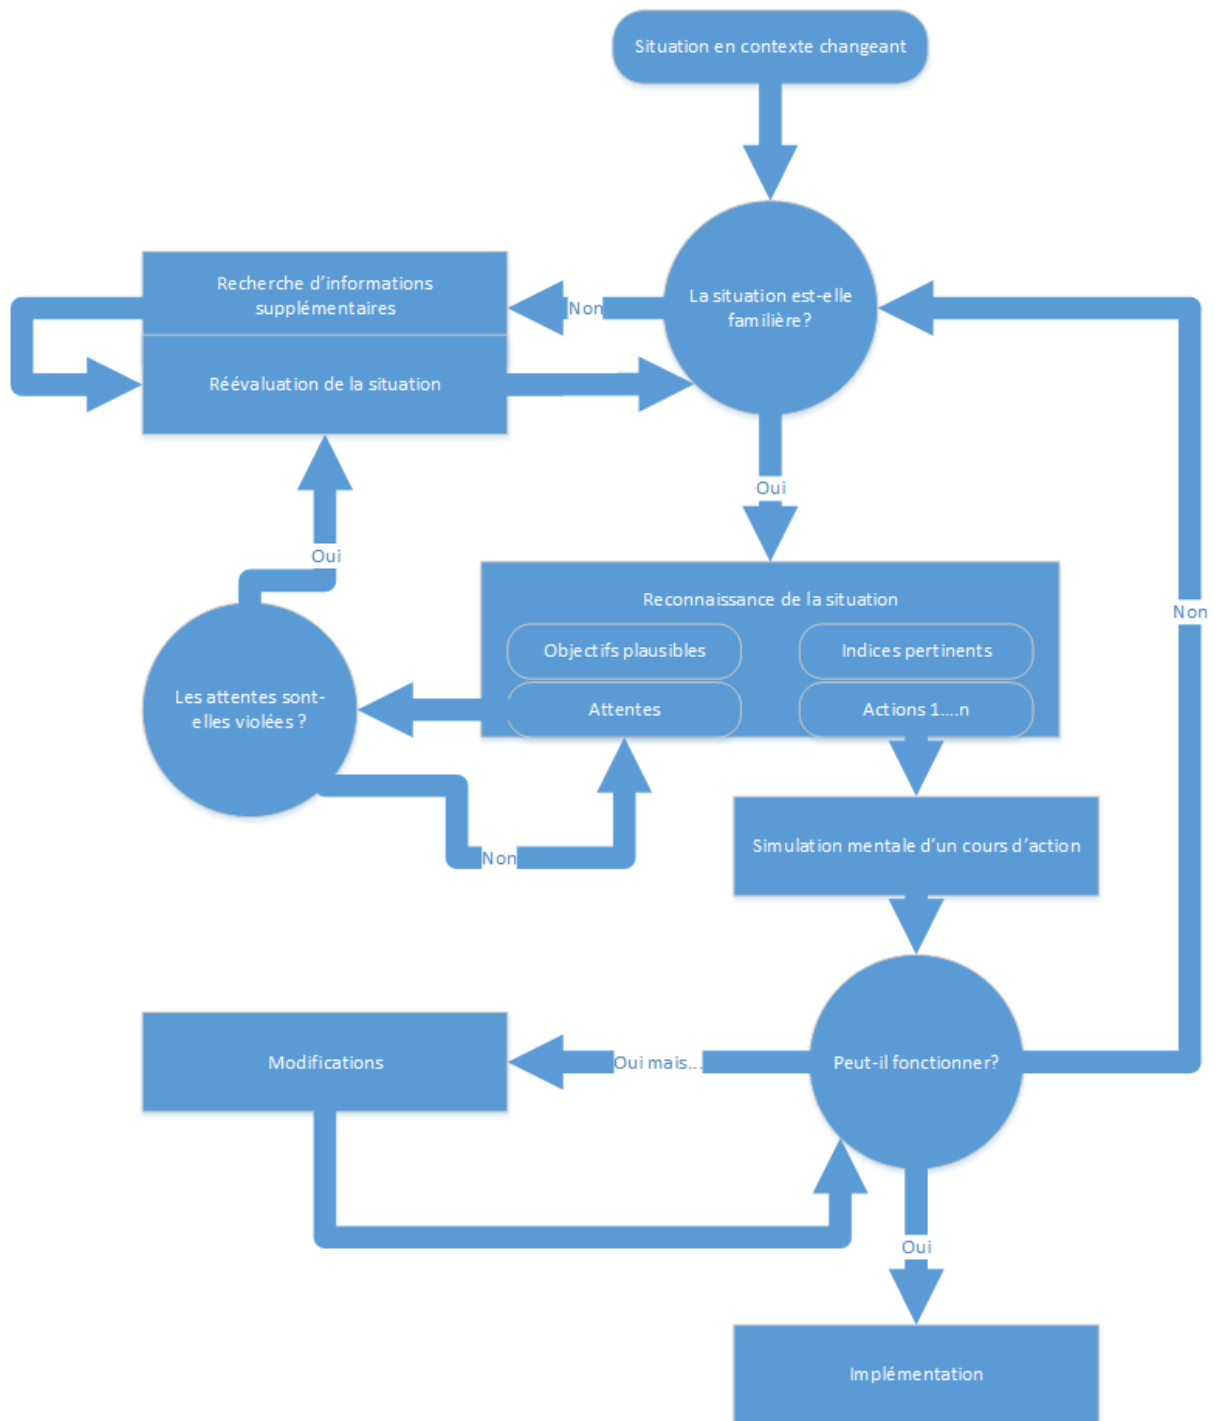 Situation en contexte changeant
La situation est-elle
familière?
Non
Recherche d'informations
supplémentaires
Réévaluation de la situation
Oui
Oui
Reconnaissance de la situation
Objectifs plausibles
Indices pertinents
Attentes
Actions 1....n
Les attentes sont-
elles violées ?
Non
Non
Simulation mentale d'un cours d'action
Peut-il fonctionner?
Oui mais...
Modifications
Oui
Implémentation